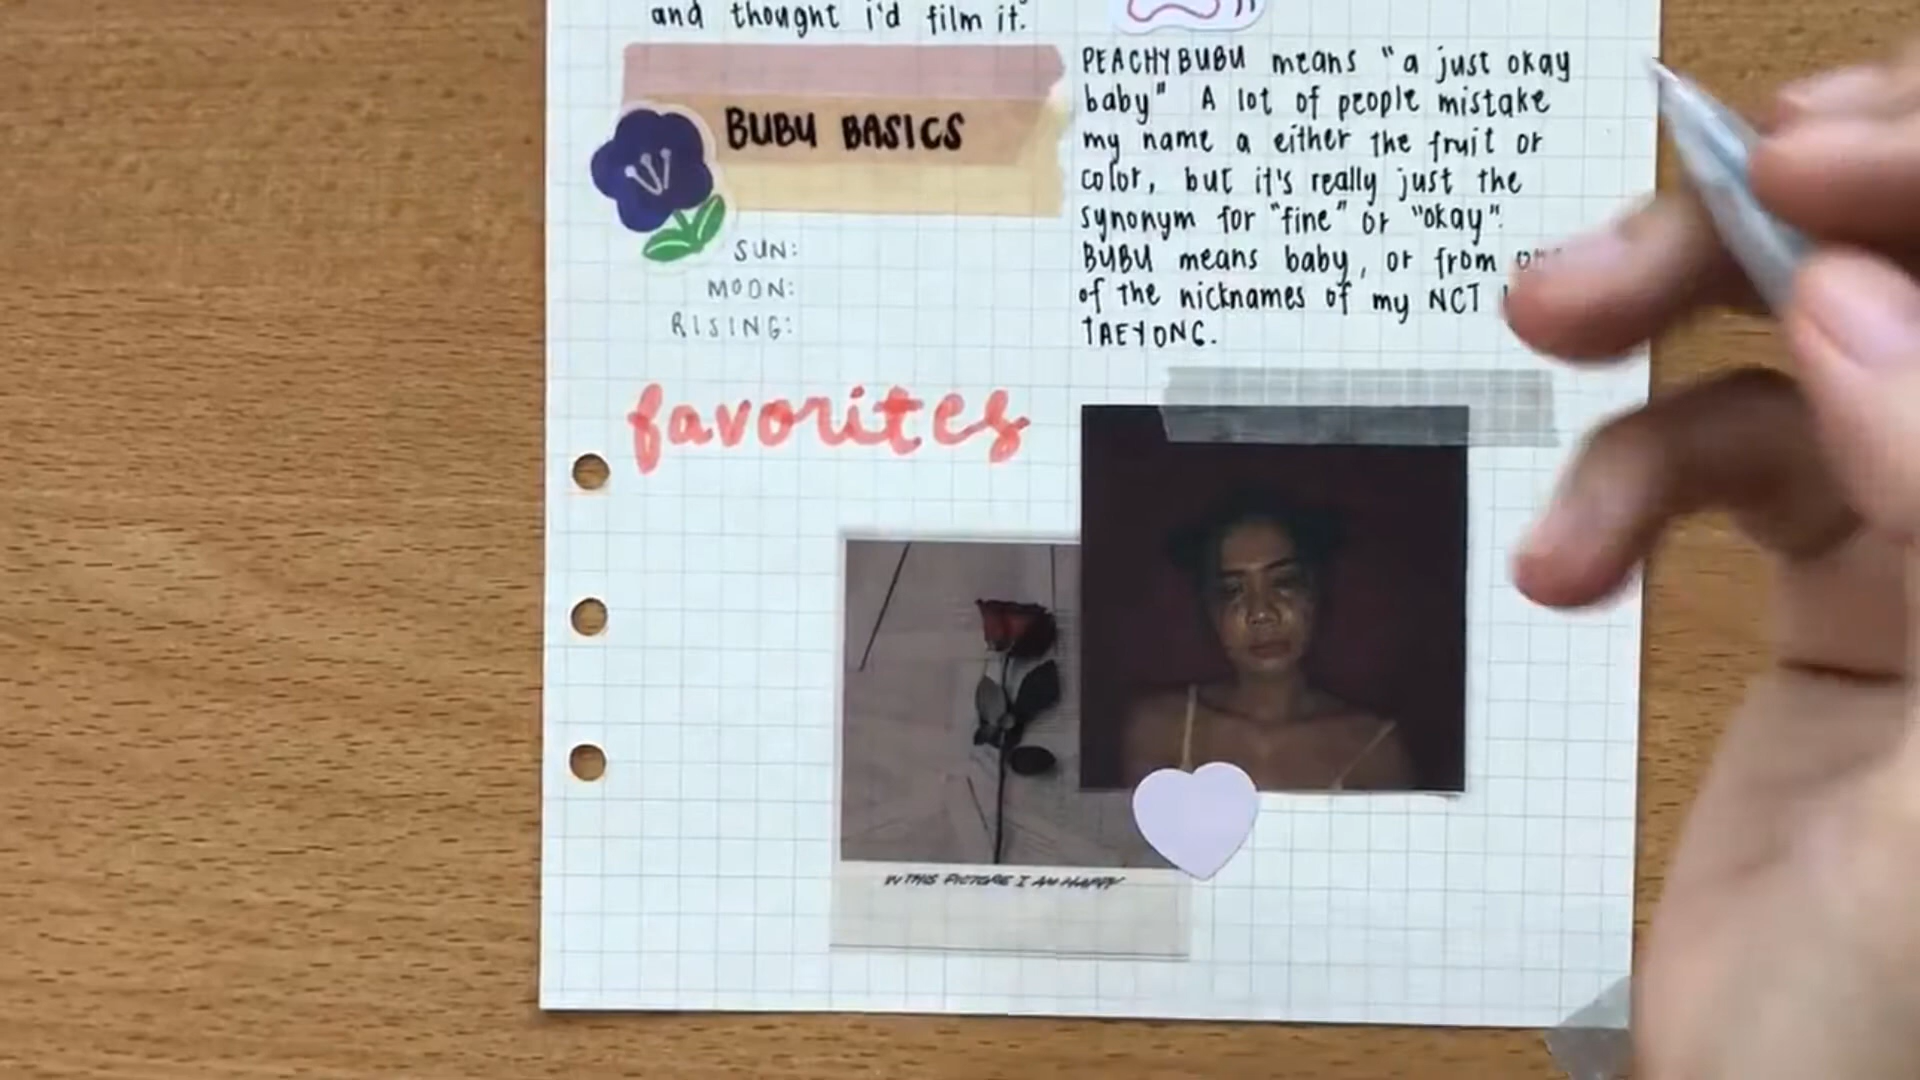 and thought i'd film it.
BUBU BASICS
SUN:
MOON:
RISING:
favorites
PEACHYBUBU means "a just okay
baby" A lot of people mistake
my name a either the fruit or
color, but it's really just the
synonym for "fine" or "okay".
BUBU means baby, or from
of the nicknames of my NCT
TAEYONG.
IN THIS PICTURE I AM HAPPY